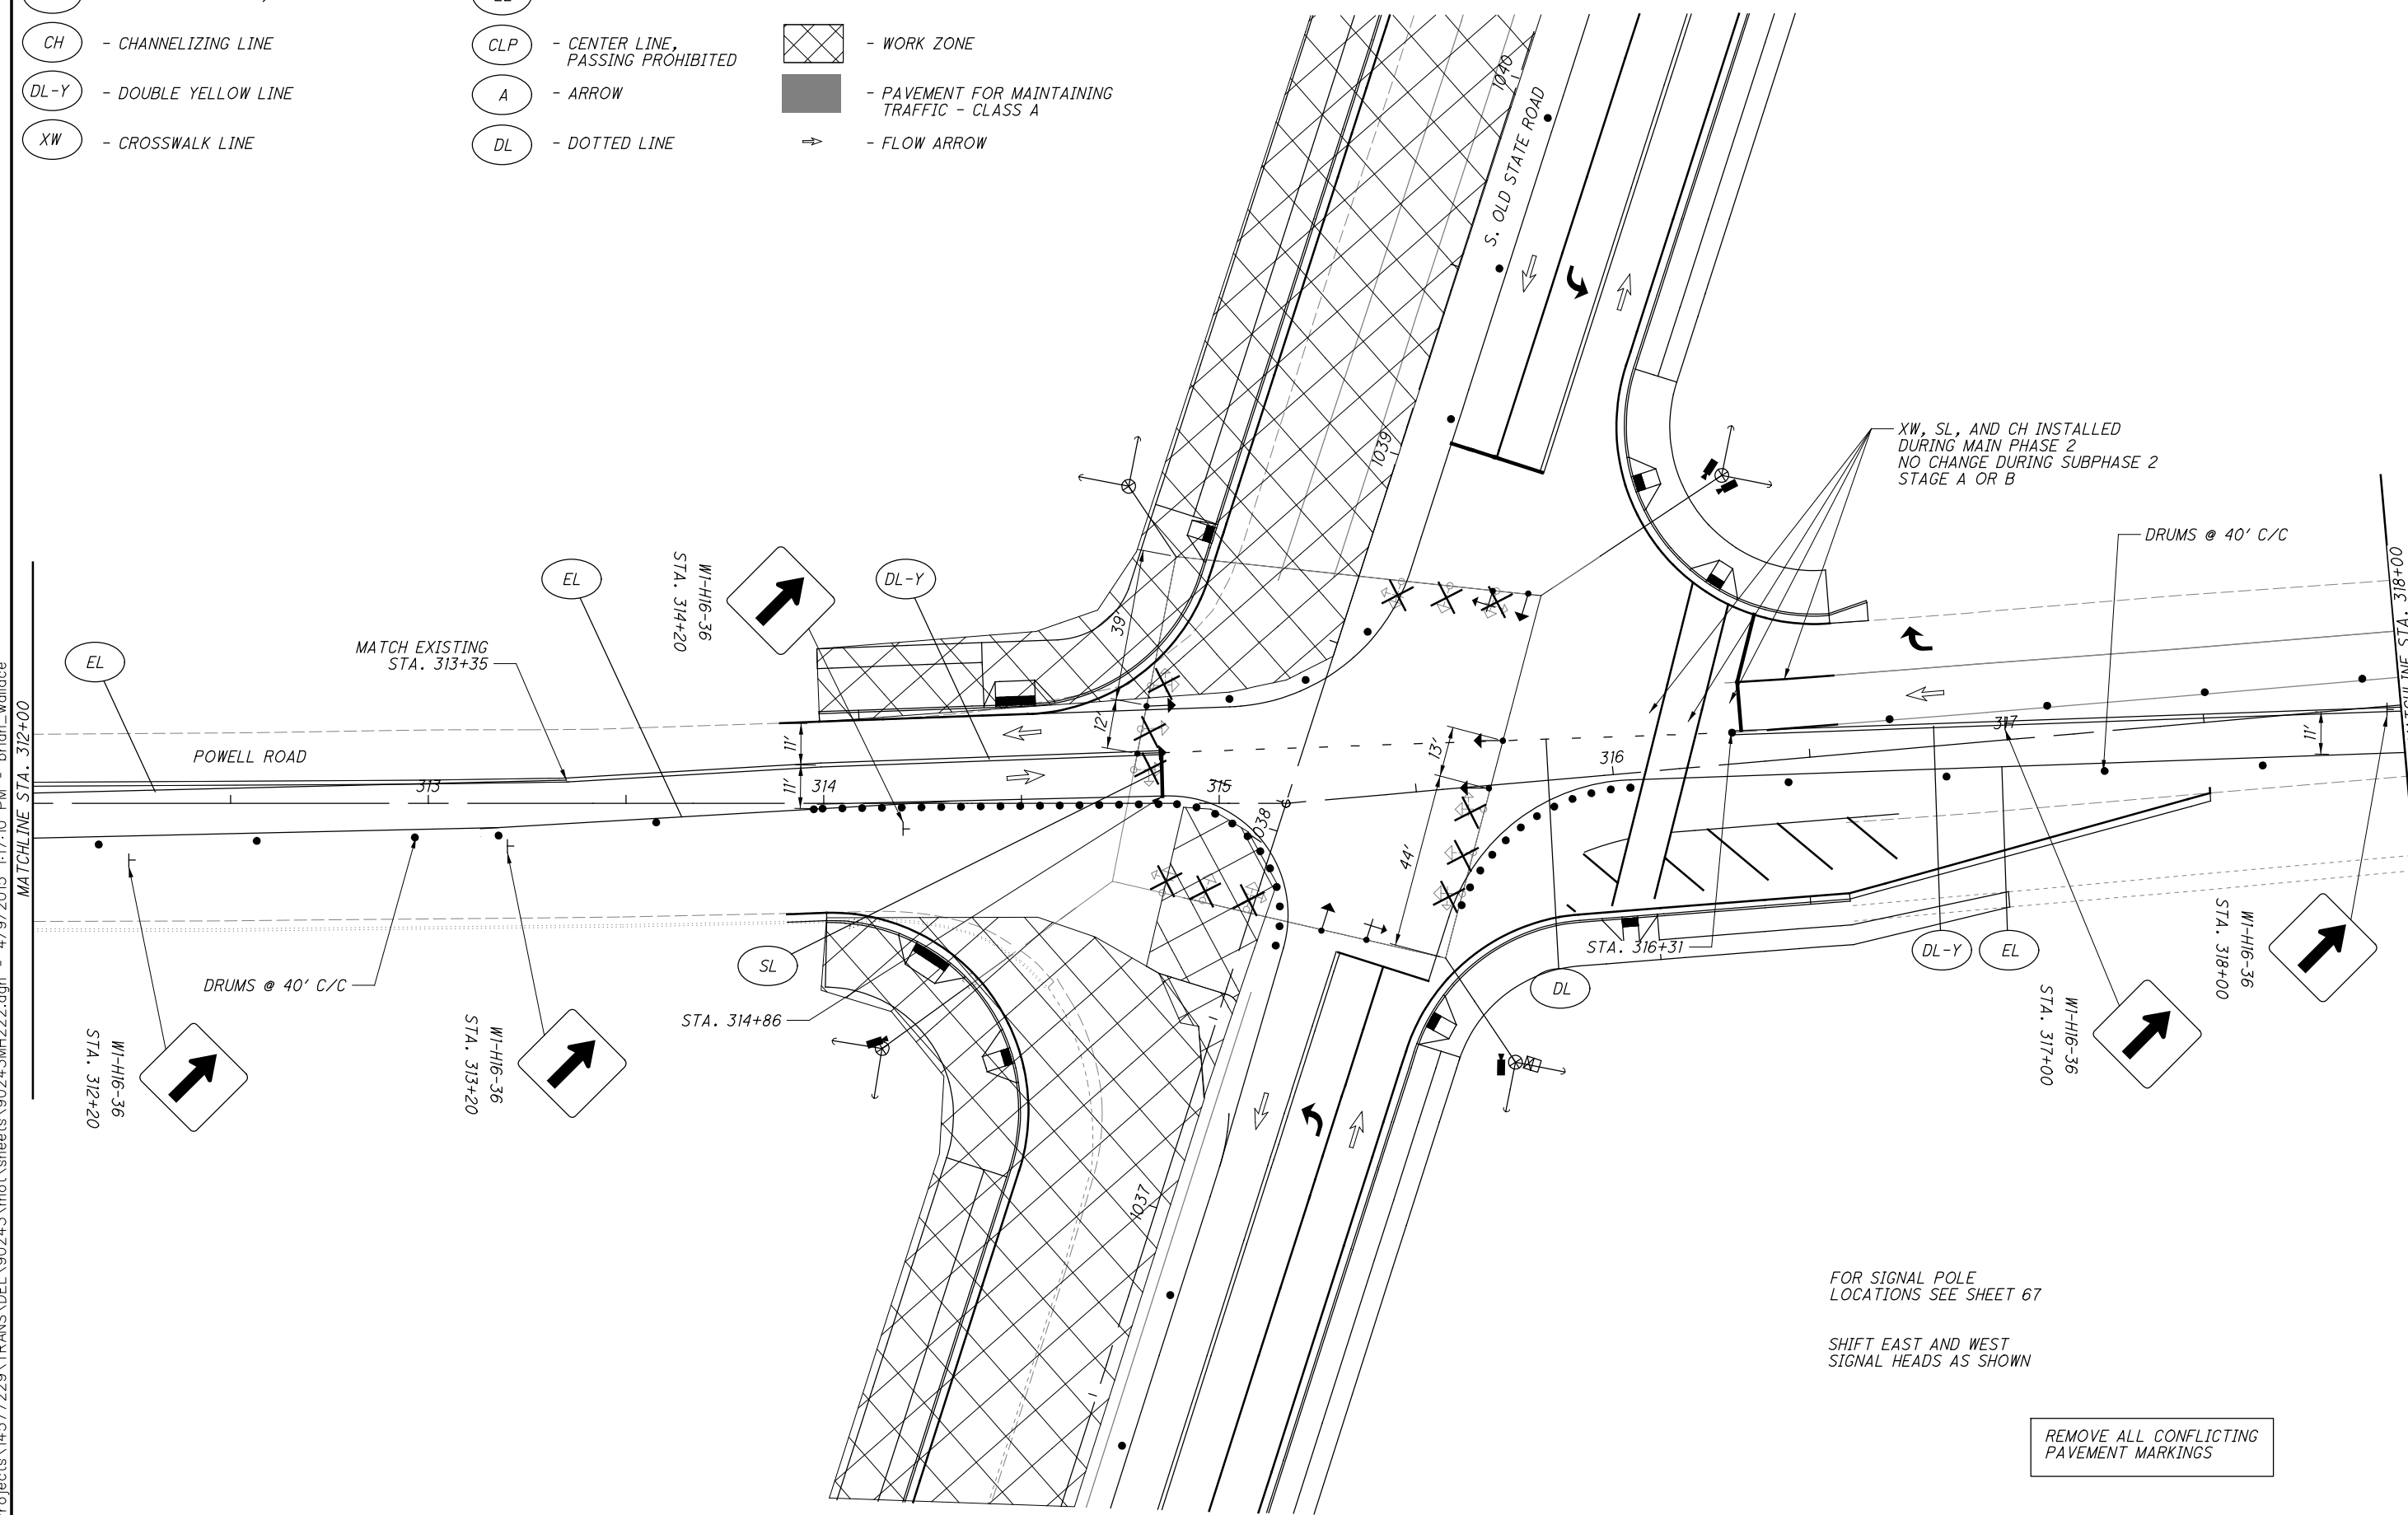 CH - CHANNELIZING LINE
DL-Y - DOUBLE YELLOW LINE
XW - CROSSWALK LINE
CLP - CENTER LINE,
PASSING PROHIBITED
A - ARROW
DL - DOTTED LINE
- WORK ZONE
- PAVEMENT FOR MAINTAINING
TRAFFIC - CLASS A
- FLOW ARROW
1040
S. OLD STATE ROAD
1039
XW, SL, AND CH INSTALLED
DURING MAIN PHASE 2
NO CHANGE DURING SUBPHASE 2
STAGE A OR B
DRUMS @ 40' C/C
MATCHLINE STA. 318+00
MATCHLINE STA. 312+00
EL
MATCH EXISTING
STA. 313+35
EL
W1-H16-36
STA. 314+20
DL-Y
39'
12'
11'
11'
POWELL ROAD
313
314
315
316
317
13'
44'
11'
1038
1037
SL
STA. 314+86
DRUMS @ 40' C/C
W1-H16-36
STA. 312+20
W1-H16-36
STA. 313+20
STA. 316+31
DL
DL-Y
EL
W1-H16-36
STA. 317+00
W1-H16-36
STA. 318+00
FOR SIGNAL POLE
LOCATIONS SEE SHEET 67
SHIFT EAST AND WEST
SIGNAL HEADS AS SHOWN
REMOVE ALL CONFLICTING
PAVEMENT MARKINGS